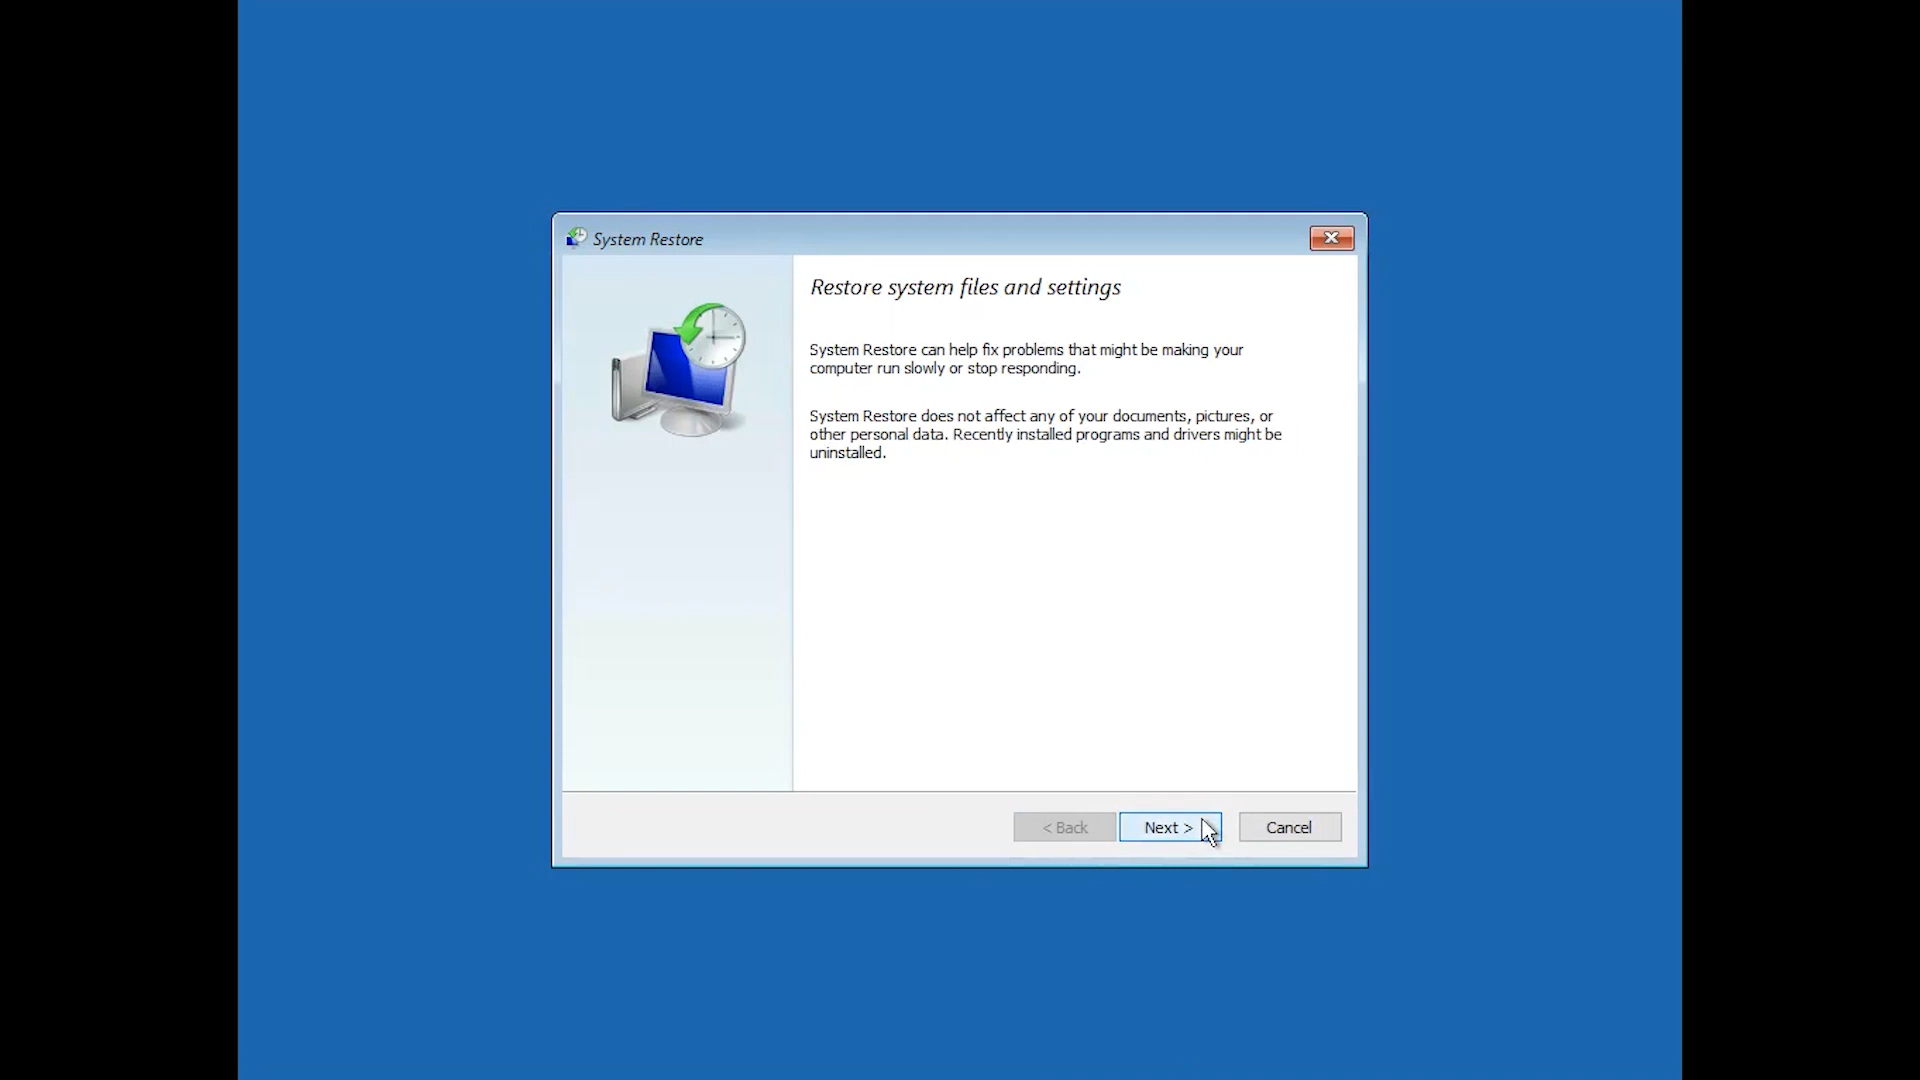 System Restore
Restore system files and settings
System Restore can help fix problems that might be making your
computer run slowly or stop responding.
System Restore does not affect any of your documents, pictures, or
other personal data. Recently installed programs and drivers might be
uninstalled.
< Back
Next >
Cancel